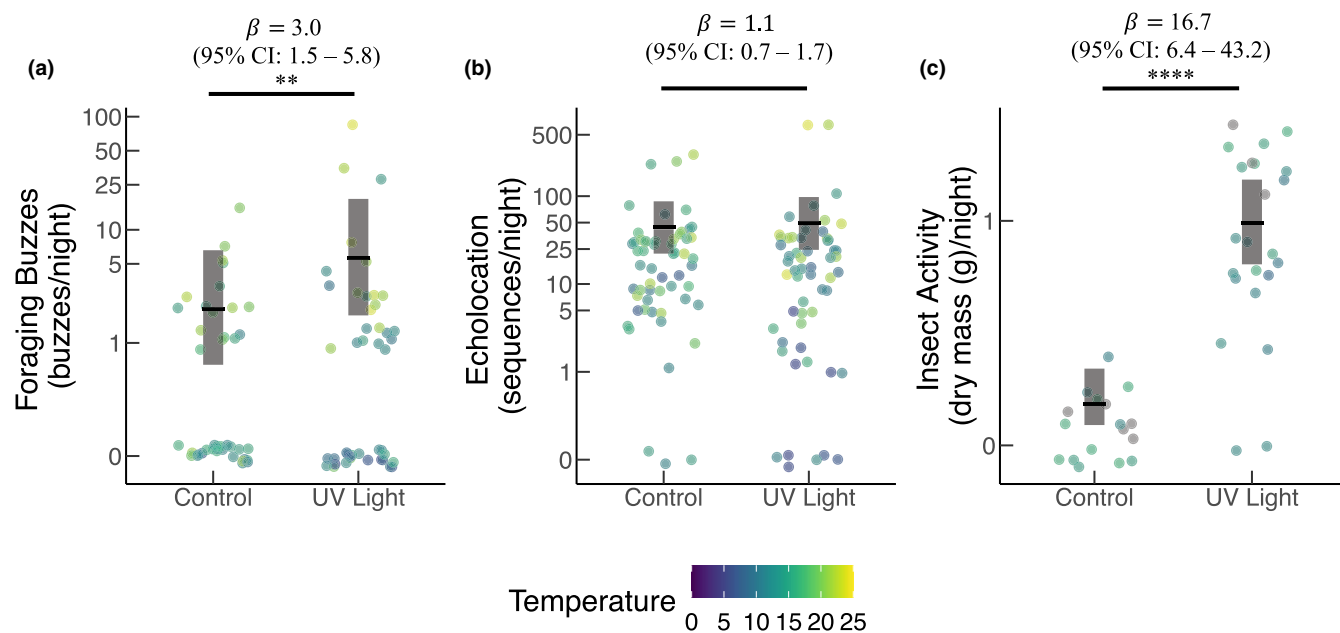 β = 3.0
(95% CI: 1.5 – 5.8)
**
(a)
100
50
25
10
5
1
0
Foraging Buzzes
(buzzes/night)
Control
UV Light
β = 1.1
(95% CI: 0.7 – 1.7)
(b)
500
100
50
25
10
5
1
0
Echolocation
(sequences/night)
Control
UV Light
β = 16.7
(95% CI: 6.4 – 43.2)
****
(c)
1
0
Insect Activity
(dry mass (g)/night)
Control
UV Light
Temperature
0 5 10 15 20 25